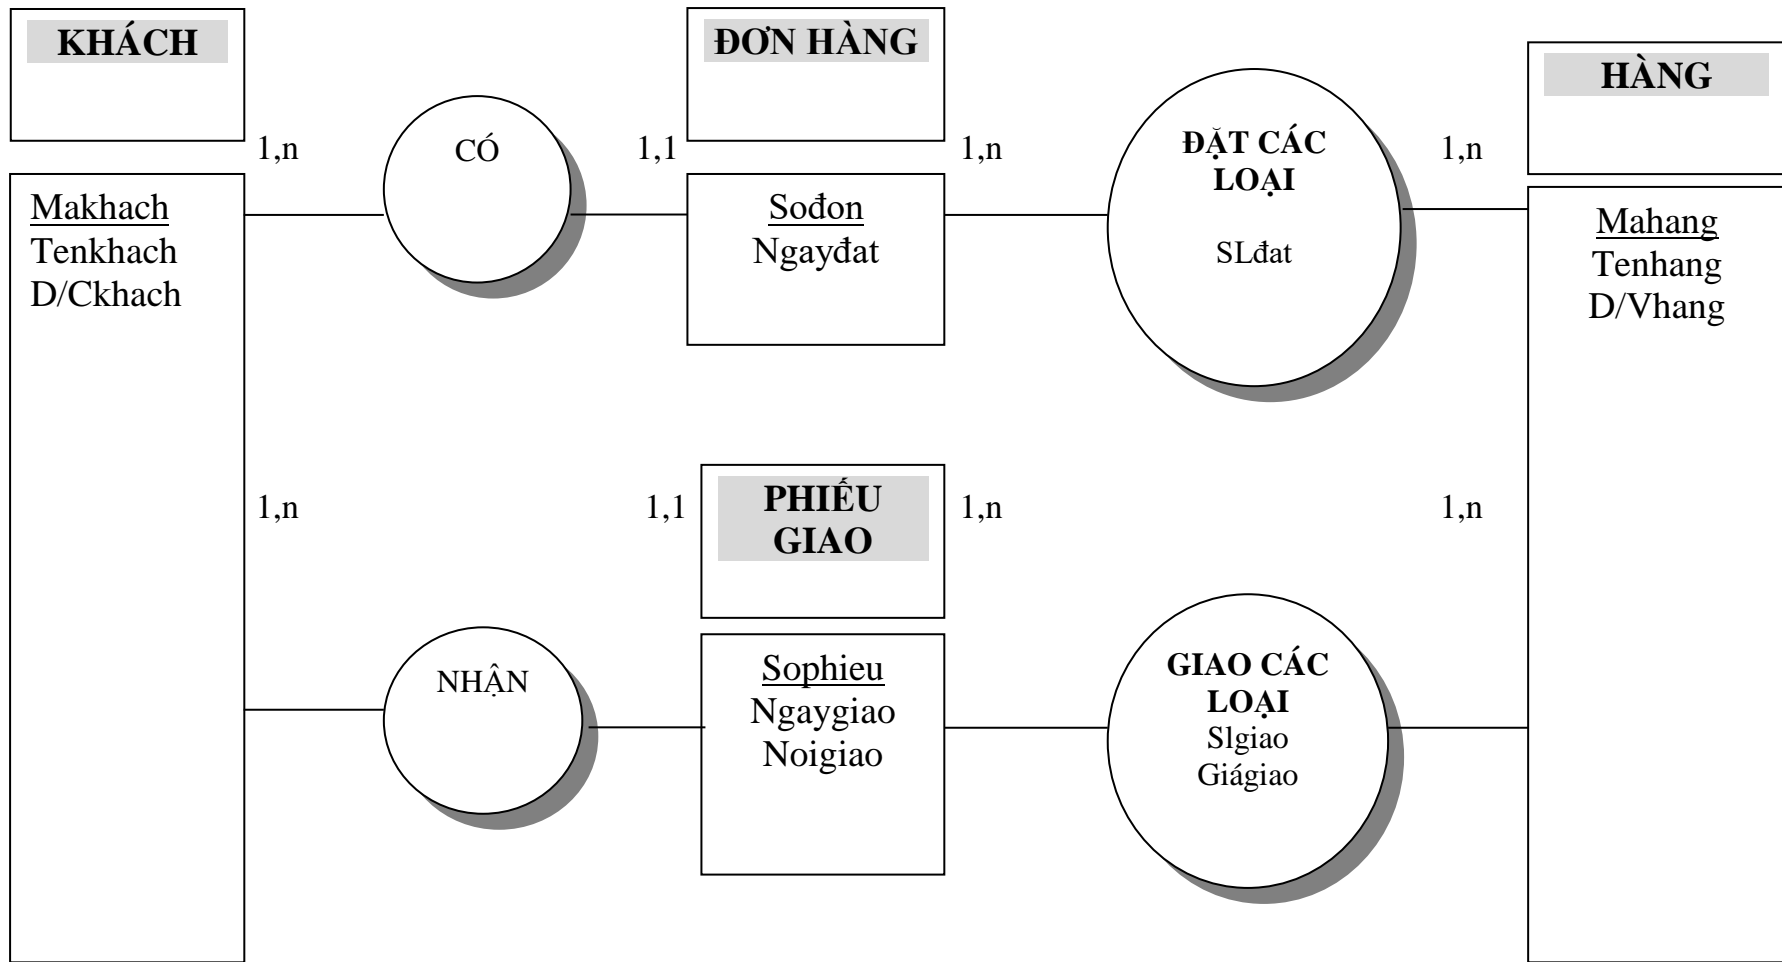 KHÁCH
ĐƠN HÀNG
HÀNG
1,n
CÓ
1,1
1,n
ĐẶT CÁC
LOẠI
SLđat
1,n
Makhach
Tenkhach
D/Ckhach
Sođon
Ngayđat
Mahang
Tenhang
D/Vhang
1,n
1,1
PHIẾU
GIAO
1,n
1,n
NHẬN
Sophieu
Ngaygiao
Noigiao
GIAO CÁC
LOẠI
Slgiao
Giágiao